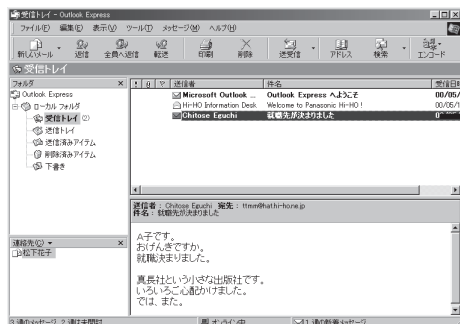 受信トレイ - Outlook Express
ファイル(F) 編集(E) 表示(V) ツール(T) メッセージ(M) ヘルプ(H)
新しいメール 返信 全員へ返信 転送 印刷 削除 送受信 アドレス 検索 エンコード
受信トレイ
フォルダ ×
Outlook Express
ローカル フォルダ
受信トレイ (2)
送信トレイ
送信済みアイテム
削除済みアイテム
下書き
連絡先(C) ×
松下花子
! 送信者 件名 受信日時
Microsoft Outlook ... Outlook Express へようこそ 00/05/
Hi-HO Information Desk Welcome to Panasonic Hi-HO! 00/05/
Chitose Eguchi 就職先が決まりました
送信者: Chitose Eguchi 宛先: ttmm@hathi-ho.ne.jp
件名: 就職先が決まりました
A子です。
おげんきですか。
就職決まりました。
真長社という小さな出版社です。
いろいろご心配かけました。
では、また。
3 通のメッセージ、2 通は未開封 オンライン中 1 通の新着メッセージ